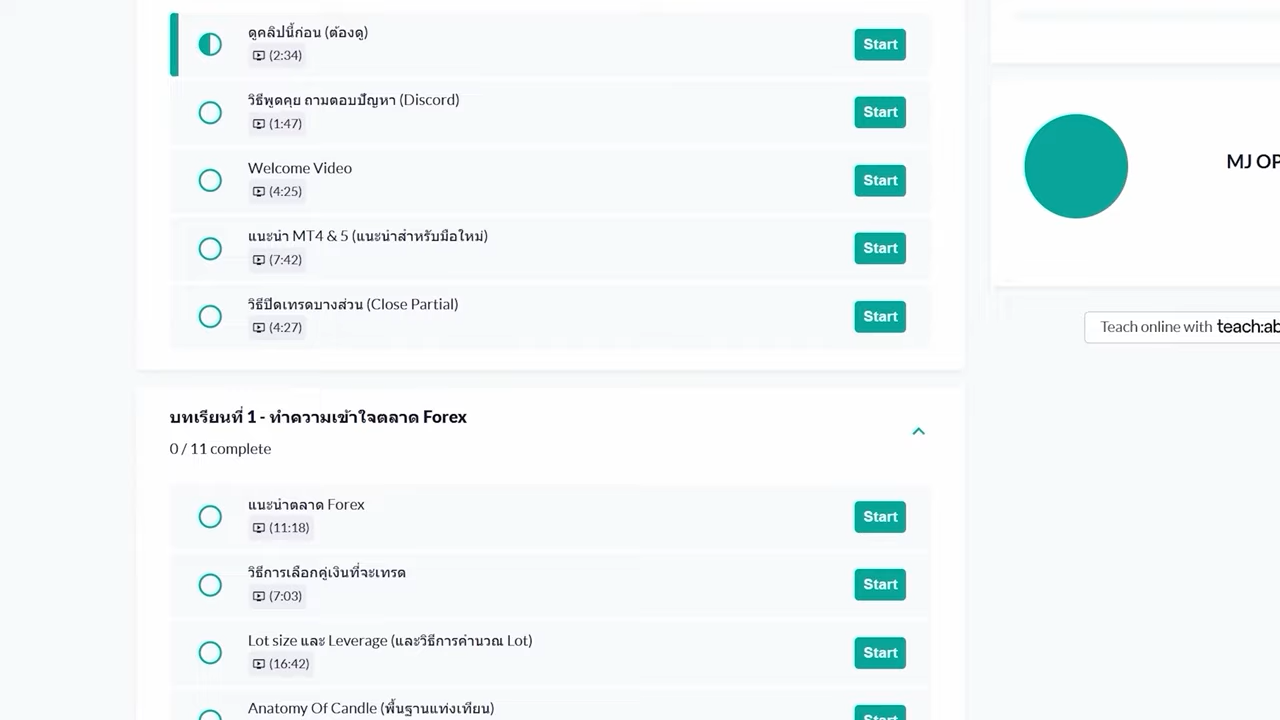 ดูคลิปนี้ก่อน (ต้องดู)
(2:34)
Start
วิธีพูดคุย ถามตอบปัญหา (Discord)
(1:47)
Start
Welcome Video
(4:25)
Start
แนะนำ MT4 & 5 (แนะนำสำหรับมือใหม่)
(7:42)
Start
วิธีปิดเทรดบางส่วน (Close Partial)
(4:27)
Start
MJ OP
Teach online with teach:ab
บทเรียนที่ 1 - ทำความเข้าใจตลาด Forex
0 / 11 complete
แนะนำตลาด Forex
(11:18)
Start
วิธีการเลือกคู่เงินที่จะเทรด
(7:03)
Start
Lot size และ Leverage (และวิธีการคำนวณ Lot)
(16:42)
Start
Anatomy Of Candle (พื้นฐานแท่งเทียน)
Start